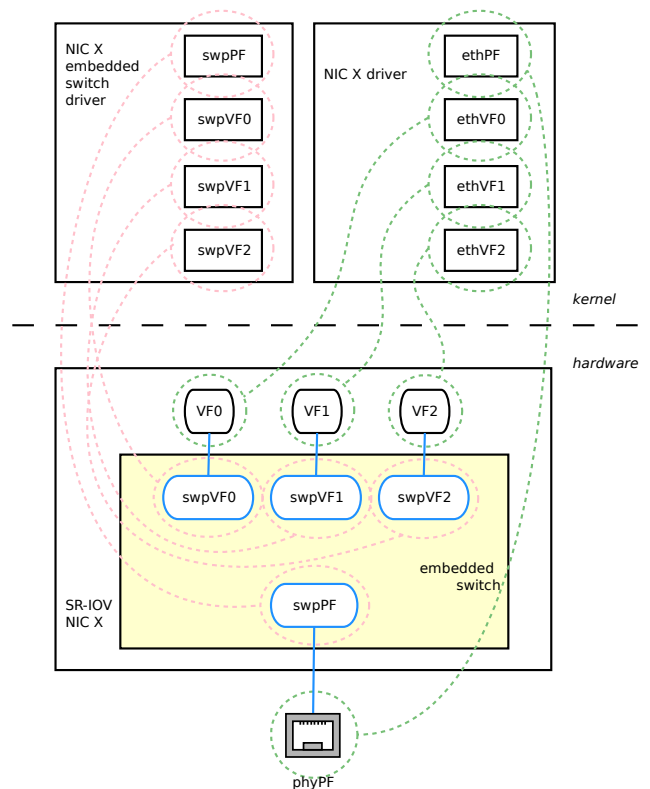 NIC X
embedded
switch
driver
swpPF
swpVF0
swpVF1
swpVF2
NIC X driver
ethPF
ethVF0
ethVF1
ethVF2
kernel
hardware
VF0
VF1
VF2
swpVF0
swpVF1
swpVF2
embedded
switch
swpPF
SR-IOV
NIC X
phyPF